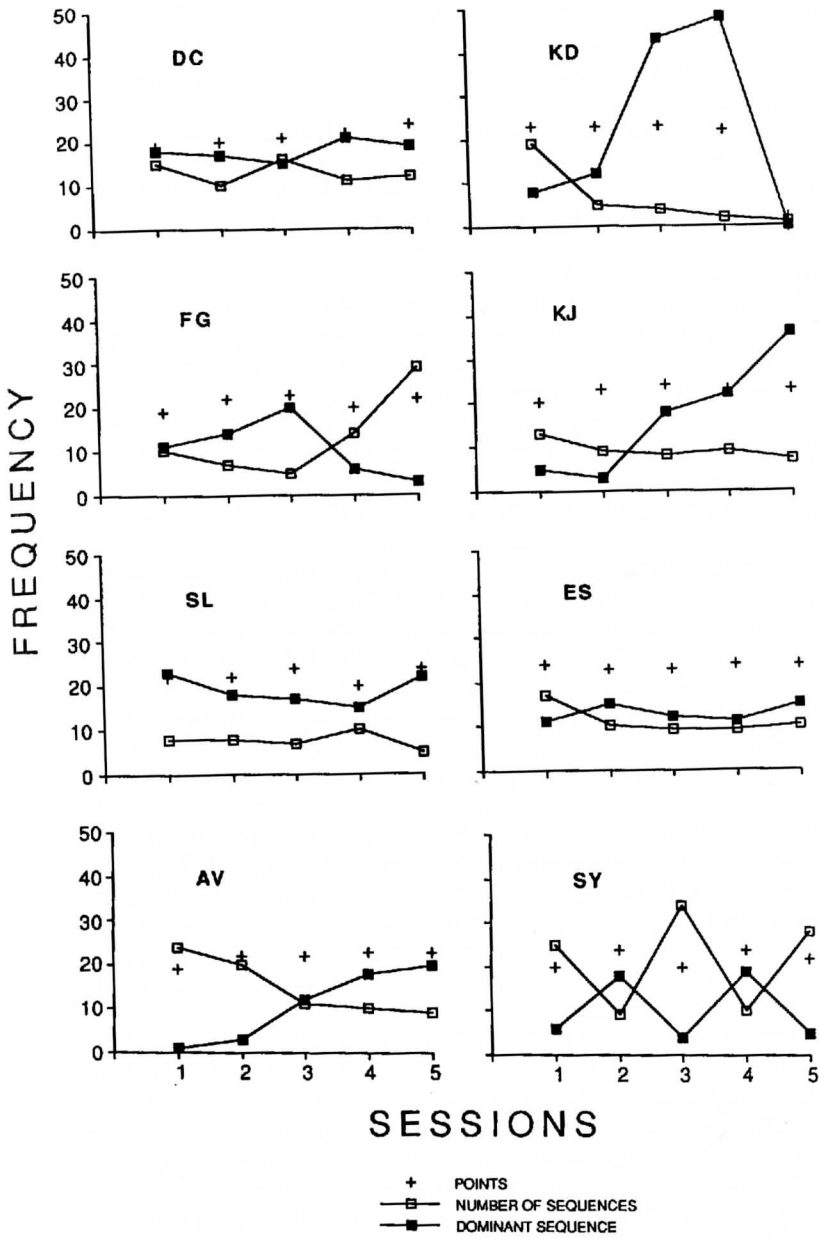 50
40
30
20
10
0
DC
KD
50
40
30
20
10
0
FG
KJ
FREQUENCY
50
40
30
20
10
0
SL
ES
50
40
30
20
10
0
AV
SY
1 2 3 4 5
1 2 3 4 5
SESSIONS
+ POINTS
NUMBER OF SEQUENCES
DOMINANT SEQUENCE